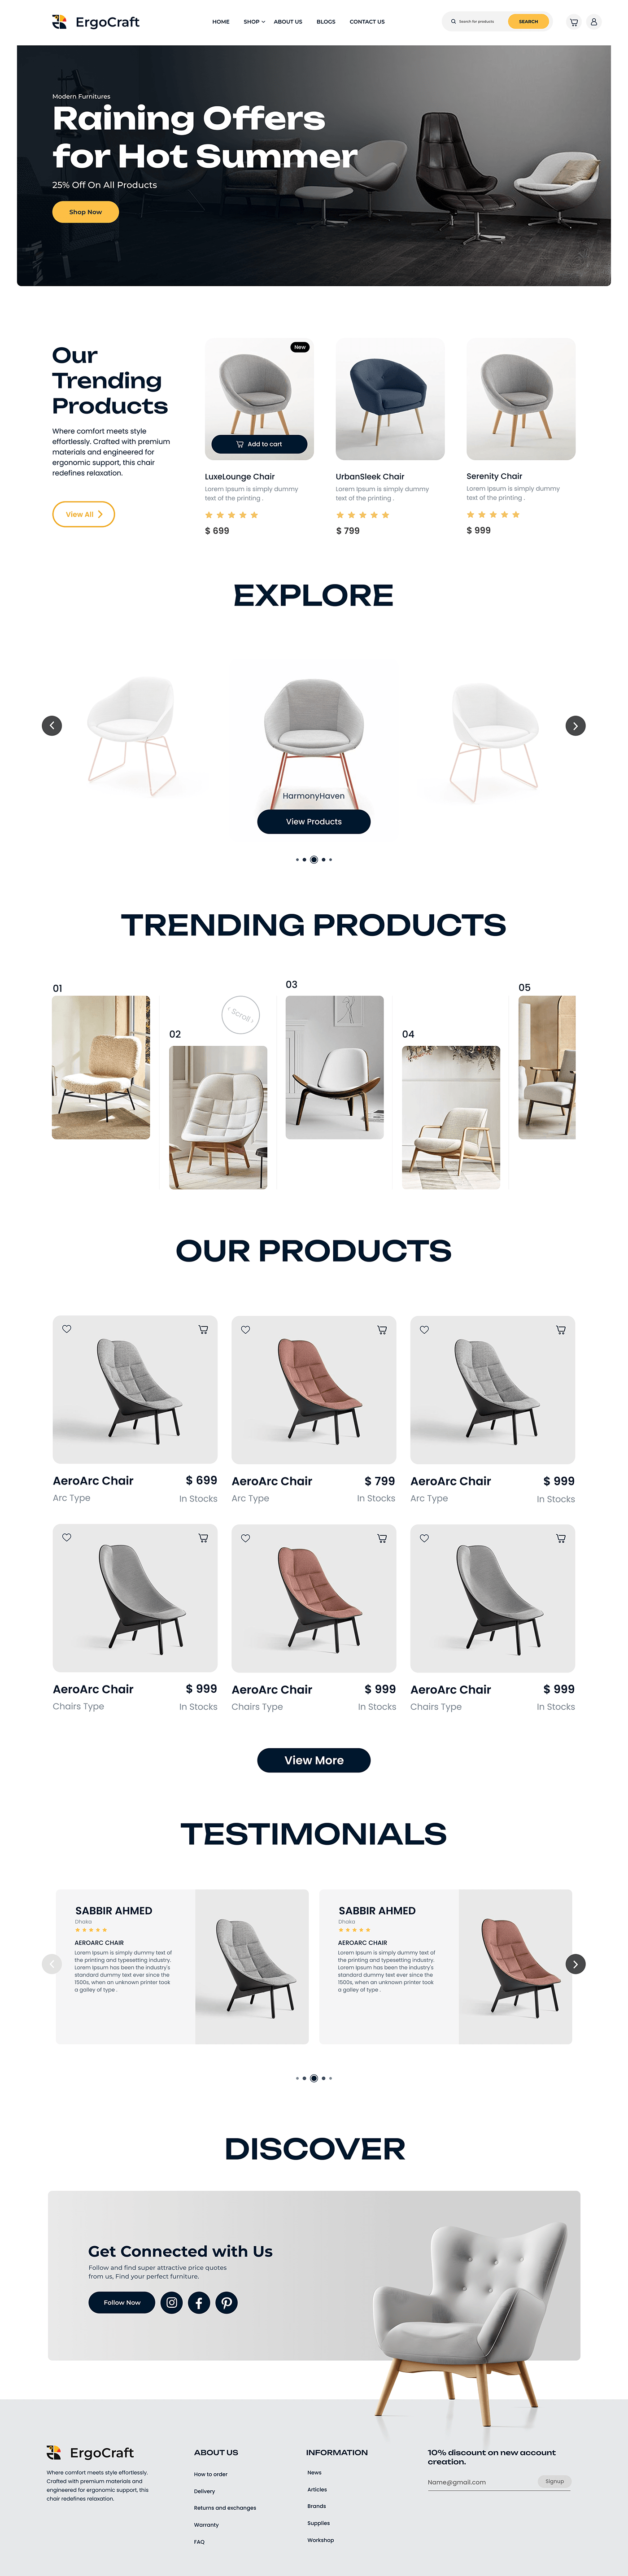 ErgoCraft
HOME SHOP ABOUT US BLOGS CONTACT US
Search for products
SEARCH
Modern Furnitures
Raining Offers
for Hot Summer
25% Off On All Products
Shop Now
Our
Trending
Products
Where comfort meets style
effortlessly. Crafted with premium
materials and engineered for
ergonomic support, this chair
redefines relaxation.
View All
New
Add to cart
LuxeLounge Chair
Lorem Ipsum is simply dummy
text of the printing .
$ 699
UrbanSleek Chair
Lorem Ipsum is simply dummy
text of the printing .
$ 799
Serenity Chair
Lorem Ipsum is simply dummy
text of the printing .
$ 999
EXPLORE
HarmonyHaven
View Products
TRENDING PRODUCTS
01
02
Scroll
03
04
05
OUR PRODUCTS
AeroArc Chair $ 699
Arc Type In Stocks
AeroArc Chair $ 799
Arc Type In Stocks
AeroArc Chair $ 999
Arc Type In Stocks
AeroArc Chair $ 999
Chairs Type In Stocks
AeroArc Chair $ 999
Chairs Type In Stocks
AeroArc Chair $ 999
Chairs Type In Stocks
View More
TESTIMONIALS
SABBIR AHMED
Dhaka
AEROARC CHAIR
Lorem Ipsum is simply dummy text of
the printing and typesetting industry.
Lorem Ipsum has been the industry's
standard dummy text ever since the
1500s, when an unknown printer took
a galley of type .
SABBIR AHMED
Dhaka
AEROARC CHAIR
Lorem Ipsum is simply dummy text of
the printing and typesetting industry.
Lorem Ipsum has been the industry's
standard dummy text ever since the
1500s, when an unknown printer took
a galley of type .
DISCOVER
Get Connected with Us
Follow and find super attractive price quotes
from us, Find your perfect furniture.
Follow Now
ErgoCraft
Where comfort meets style effortlessly.
Crafted with premium materials and
engineered for ergonomic support, this
chair redefines relaxation.
ABOUT US
How to order
Delivery
Returns and exchanges
Warranty
FAQ
INFORMATION
News
Articles
Brands
Supplies
Workshop
10% discount on new account
creation.
Name@gmail.com
Signup